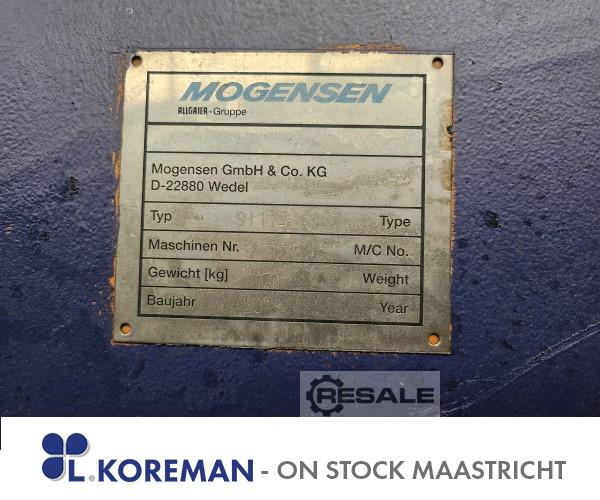 MOGENSEN
ALLGAIER-Gruppe
Mogensen GmbH & Co. KG
D-22880 Wedel
Typ Type
Maschinen Nr. M/C No.
Gewicht [kg] Weight
Baujahr Year
RESALE
L.KOREMAN - ON STOCK MAASTRICHT